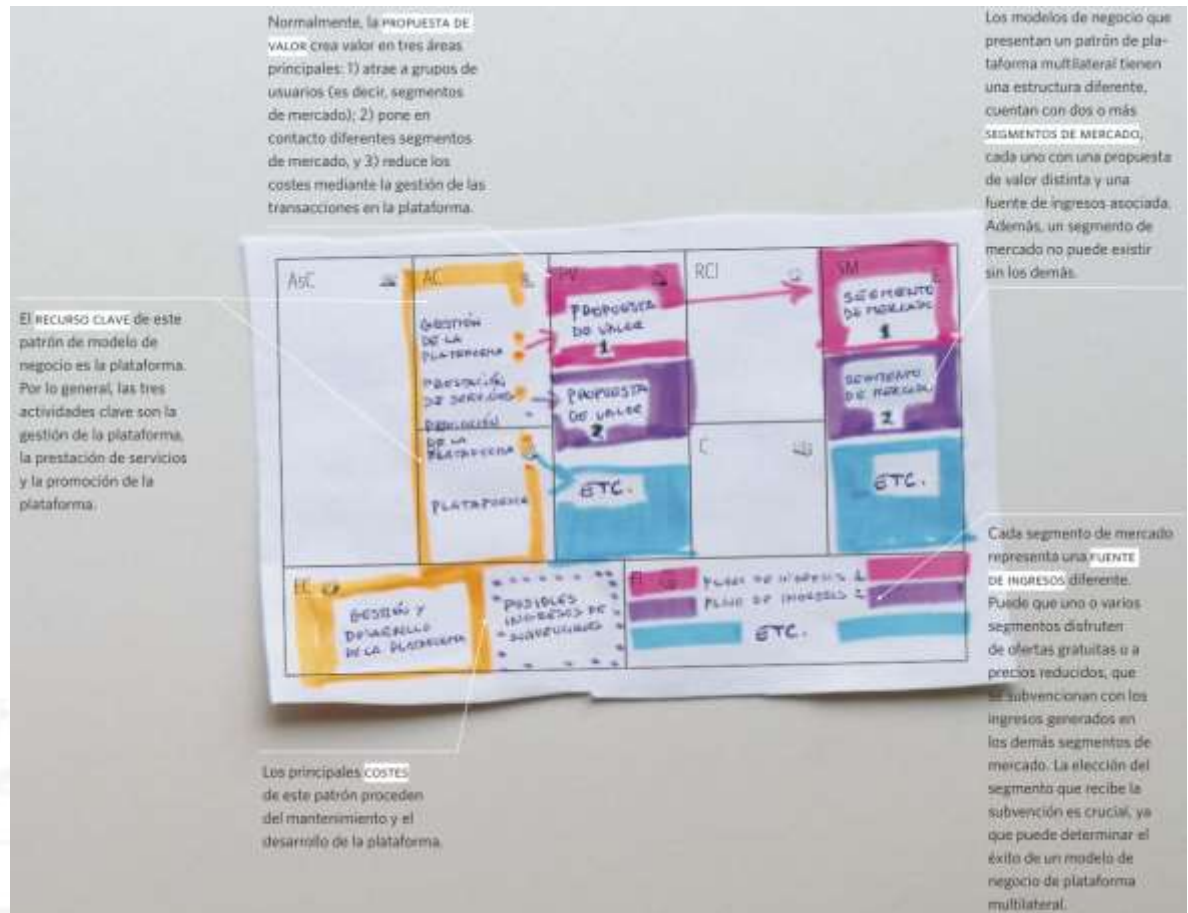 Normalmente, la PROPUESTA DE
VALOR crea valor en tres áreas
principales: 1) atrae a grupos de
usuarios (es decir, segmentos
de mercado); 2) pone en
contacto diferentes segmentos
de mercado, y 3) reduce los
costes mediante la gestión de las
transacciones en la plataforma.
Los modelos de negocio que
presentan un patrón de pla-
taforma multilateral tienen
una estructura diferente,
cuentan con dos o más
SEGMENTOS DE MERCADO,
cada uno con una propuesta
de valor distinta y una
fuente de ingresos asociada.
Además, un segmento de
mercado no puede existir
sin los demás.
El RECURSO CLAVE de este
patrón de modelo de
negocio es la plataforma.
Por lo general, las tres
actividades clave son la
gestión de la plataforma,
la prestación de servicios
y la promoción de la
plataforma.
AsC
AC
GESTIÓN
DE LA
PLATAFORMA
PRESTACIÓN
DE SERVICIOS
PROMOCIÓN
DE LA
PLATAFORMA
PLATAFORMA
PV
PROPUESTA
DE VALOR
1
PROPUESTA
DE VALOR
2
ETC.
RCl
C
SM
SEGMENTO
DE MERCADO
1
SEGMENTO
DE MERCADO
2
ETC.
EC
GESTIÓN Y
DESARROLLO
DE LA PLATAFORMA
POSIBLES
INGRESOS DE
FI
FLUJO DE INGRESOS 1
FLUJO DE INGRESOS 2
ETC.
Cada segmento de mercado
representa una FUENTE
DE INGRESOS diferente.
Puede que uno o varios
segmentos disfruten
de ofertas gratuitas o a
precios reducidos, que
se subvencionan con los
ingresos generados en
los demás segmentos de
mercado. La elección del
segmento que recibe la
subvención es crucial, ya
que puede determinar el
éxito de un modelo de
negocio de plataforma
multilateral.
Los principales COSTES
de este patrón proceden
del mantenimiento y el
desarrollo de la plataforma.